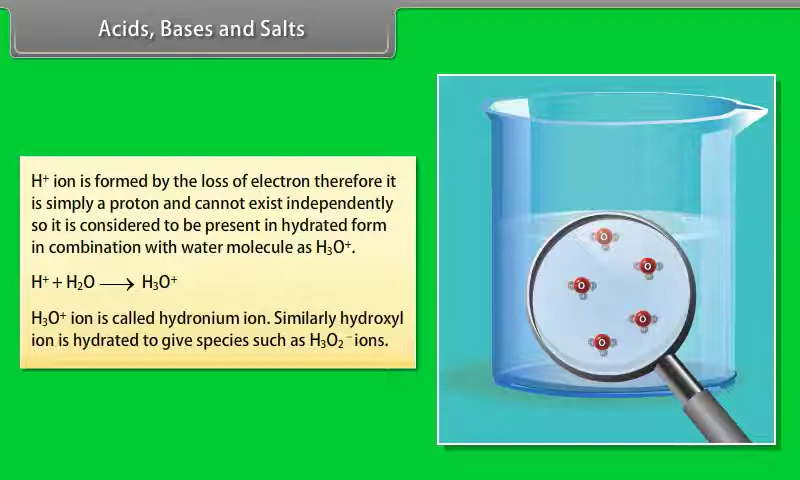 Acids, Bases and Salts
H⁺ ion is formed by the loss of electron therefore it
is simply a proton and cannot exist independently
so it is considered to be present in hydrated form
in combination with water molecule as H₃O⁺.
H⁺ + H₂O ⟶ H₃O⁺
H₃O⁺ ion is called hydronium ion. Similarly hydroxyl
ion is hydrated to give species such as H₃O₂⁻ ions.
O
O
O
O
O